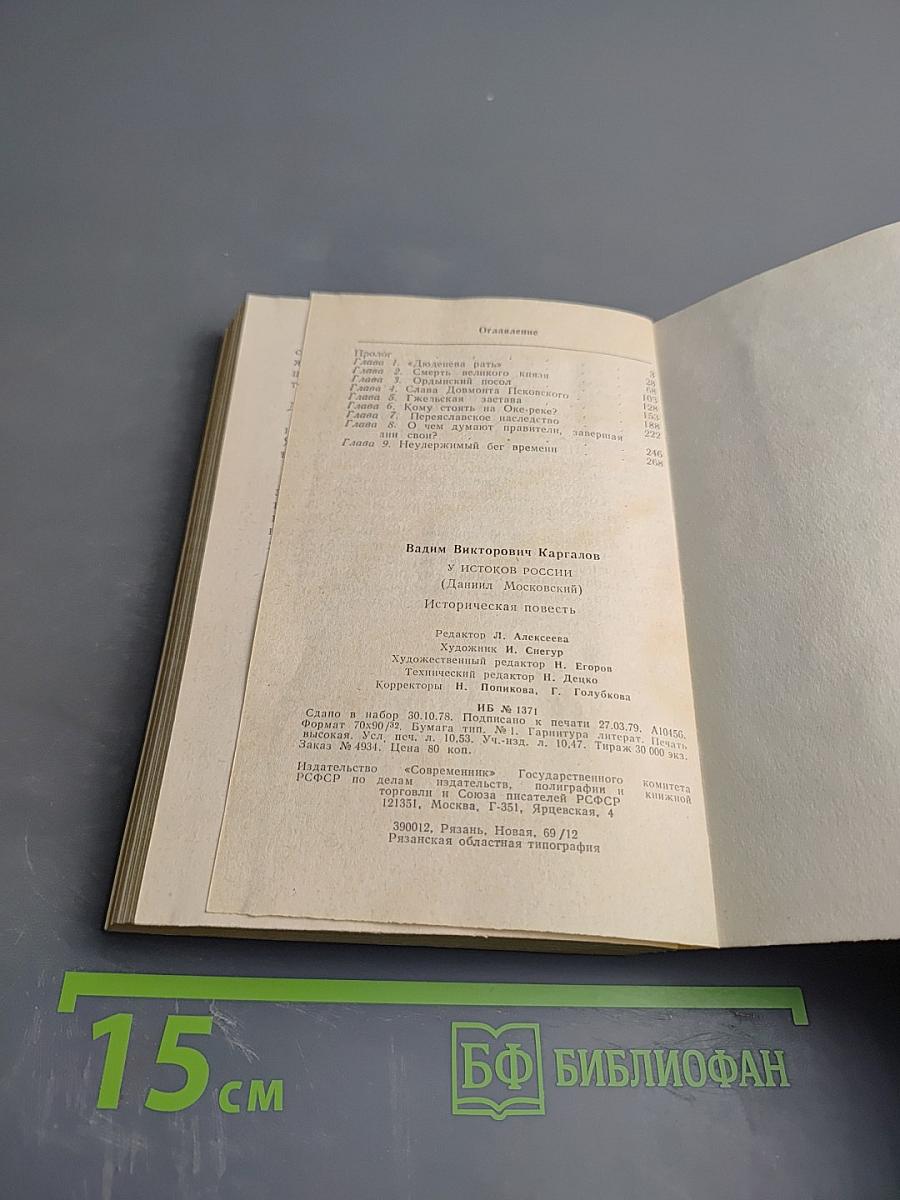 Оглавление
Пролог 3
Глава 1. «Дюденева рать» 28
Глава 2. Смерть великого князя 68
Глава 3. Ордынский посол 103
Глава 4. Слава Довмонта Псковского 128
Глава 5. Гжельская застава 153
Глава 6. Кому стоять на Оке-реке? 188
Глава 7. Переяславское наследство 222
Глава 8. О чем думают правители, завершая
дни свои? 246
Глава 9. Неудержимый бег времени 268
Вадим Викторович Каргалов
У ИСТОКОВ РОССИИ
(Даниил Московский)
Историческая повесть
Редактор Л. Алексеева
Художник И. Снегур
Художественный редактор Н. Егоров
Технический редактор Н. Децко
Корректоры Н. Попикова, Г. Голубкова
ИБ № 1371
Сдано в набор 30.10.78. Подписано к печати 27.03.79. А10456.
Формат 70х90/32. Бумага тип. № 1. Гарнитура литерат. Печать
высокая. Усл. печ. л. 10,53. Уч.-изд. л. 10,47. Тираж 30 000 экз.
Заказ № 4934. Цена 80 коп.
Издательство «Современник» Государственного комитета
РСФСР по делам издательств, полиграфии и книжной
торговли и Союза писателей РСФСР
121351, Москва, Г-351, Ярцевская, 4
390012, Рязань, Новая, 69/12
Рязанская областная типография
15 см
БФ БИБЛИОФАН